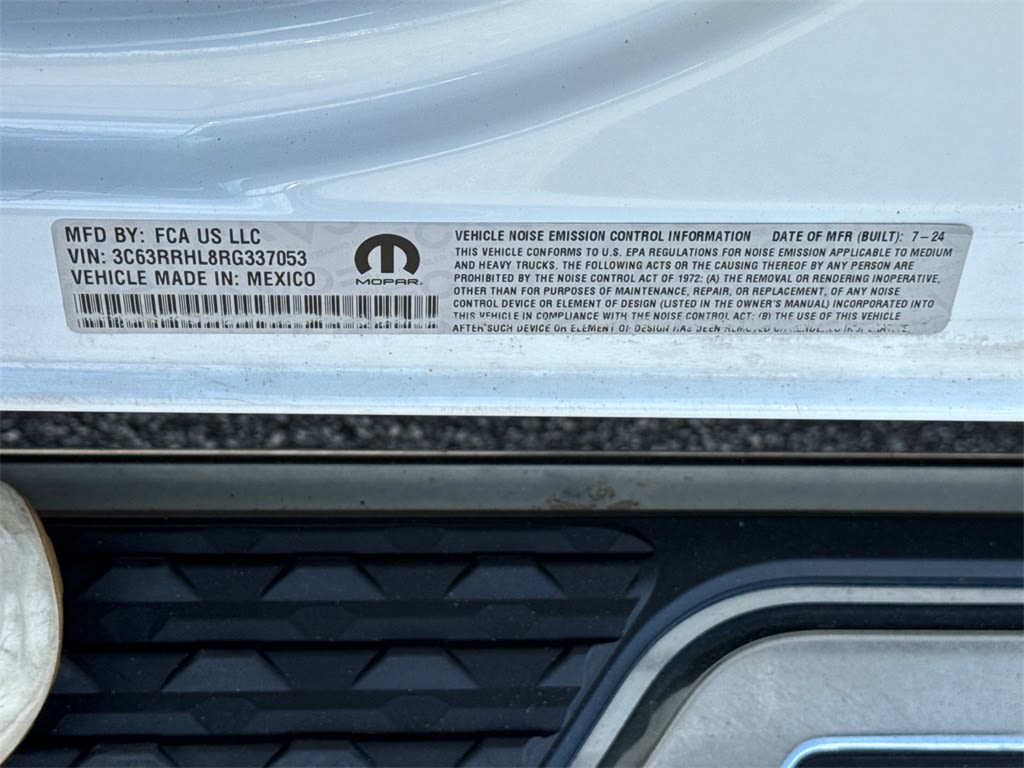 MFD BY: FCA US LLC
VIN: 3C63RRHL8RG337053
VEHICLE MADE IN: MEXICO
MOPAR
VEHICLE NOISE EMISSION CONTROL INFORMATION DATE OF MFR (BUILT): 7-24
THIS VEHICLE CONFORMS TO U.S. EPA REGULATIONS FOR NOISE EMISSION APPLICABLE TO MEDIUM
AND HEAVY TRUCKS. THE FOLLOWING ACTS OR THE CAUSING THEREOF BY ANY PERSON ARE
PROHIBITED BY THE NOISE CONTROL ACT OF 1972: (A) THE REMOVAL OR RENDERING INOPERATIVE,
OTHER THAN FOR PURPOSES OF MAINTENANCE, REPAIR, OR REPLACEMENT, OF ANY NOISE
CONTROL DEVICE OR ELEMENT OF DESIGN (LISTED IN THE OWNER'S MANUAL) INCORPORATED INTO
THIS VEHICLE IN COMPLIANCE WITH THE NOISE CONTROL ACT: (B) THE USE OF THIS VEHICLE
AFTER SUCH DEVICE OR ELEMENT OF DESIGN HAS BEEN REMOVED OR RENDERED